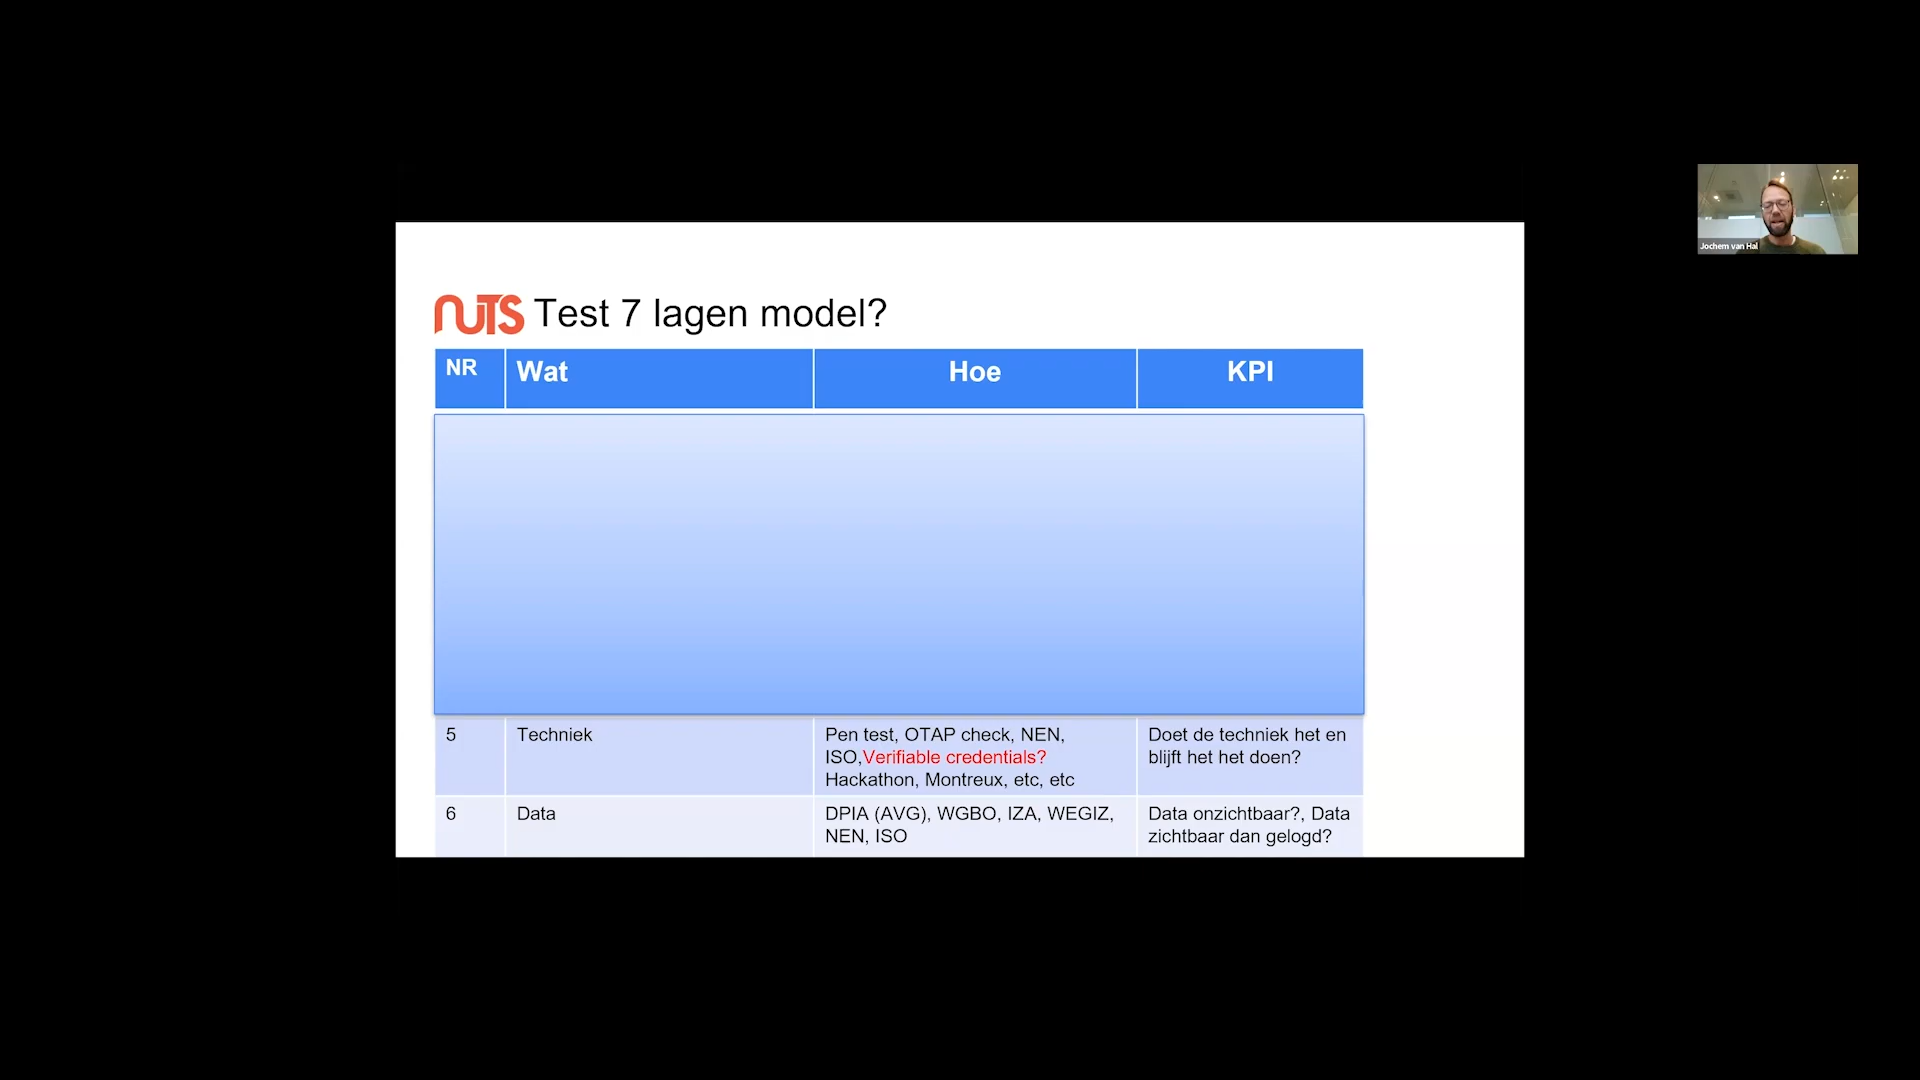 nuts Test 7 lagen model?
NR Wat Hoe KPI
5 Techniek
Pen test, OTAP check, NEN,
ISO,Verifiable credentials?
Hackathon, Montreux, etc, etc
Doet de techniek het en
blijft het het doen?
6 Data
DPIA (AVG), WGBO, IZA, WEGIZ,
NEN, ISO
Data onzichtbaar?, Data
zichtbaar dan gelogd?
Jochem van Hal